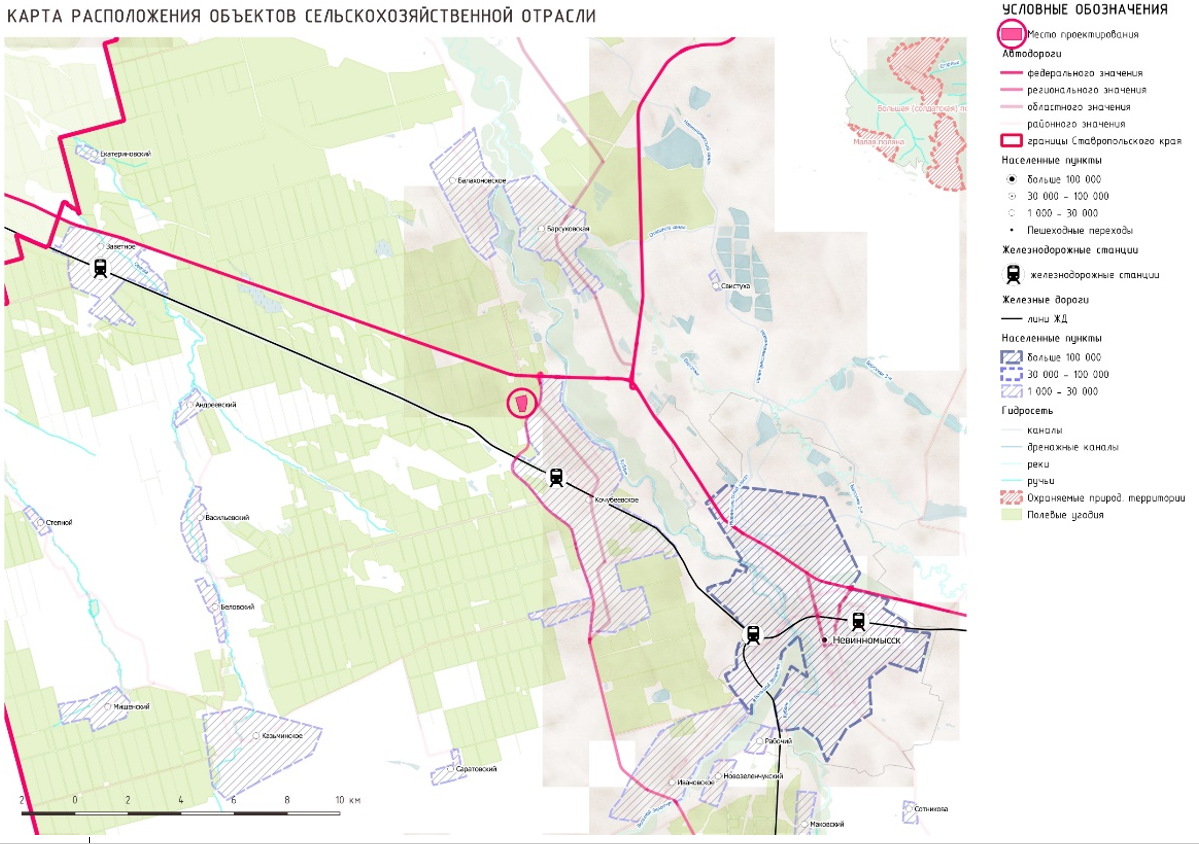 КАРТА РАСПОЛОЖЕНИЯ ОБЪЕКТОВ СЕЛЬСКОХОЗЯЙСТВЕННОЙ ОТРАСЛИ
УСЛОВНЫЕ ОБОЗНАЧЕНИЯ
Место проектирования
Автодороги
федерального значения
регионального значения
областного значения
районного значения
границы Ставропольского края
Населенные пункты
больше 100 000
30 000 - 100 000
1 000 - 30 000
Пешеходные переходы
Железнодорожные станции
железнодорожные станции
Железные дороги
лини ЖД
Населенные пункты
больше 100 000
30 000 - 100 000
1 000 - 30 000
Гидросеть
каналы
дренажные каналы
реки
ручьи
Охраняемые природ. территории
Полевые угодия
Большая (солдатская) по
Малая поляна
Екатериновский
Балахоновское
Барсуковская
Заветное
Свистуха
Андреевский
Кочубеевское
Васильевский
Степной
Беловский
Невинномысск
Мищенский
Казьминское
Рабочий
Саратовский
Новозеленчукский
Ивановское
Сотникова
Маковский
2 0 2 4 6 8 10 км